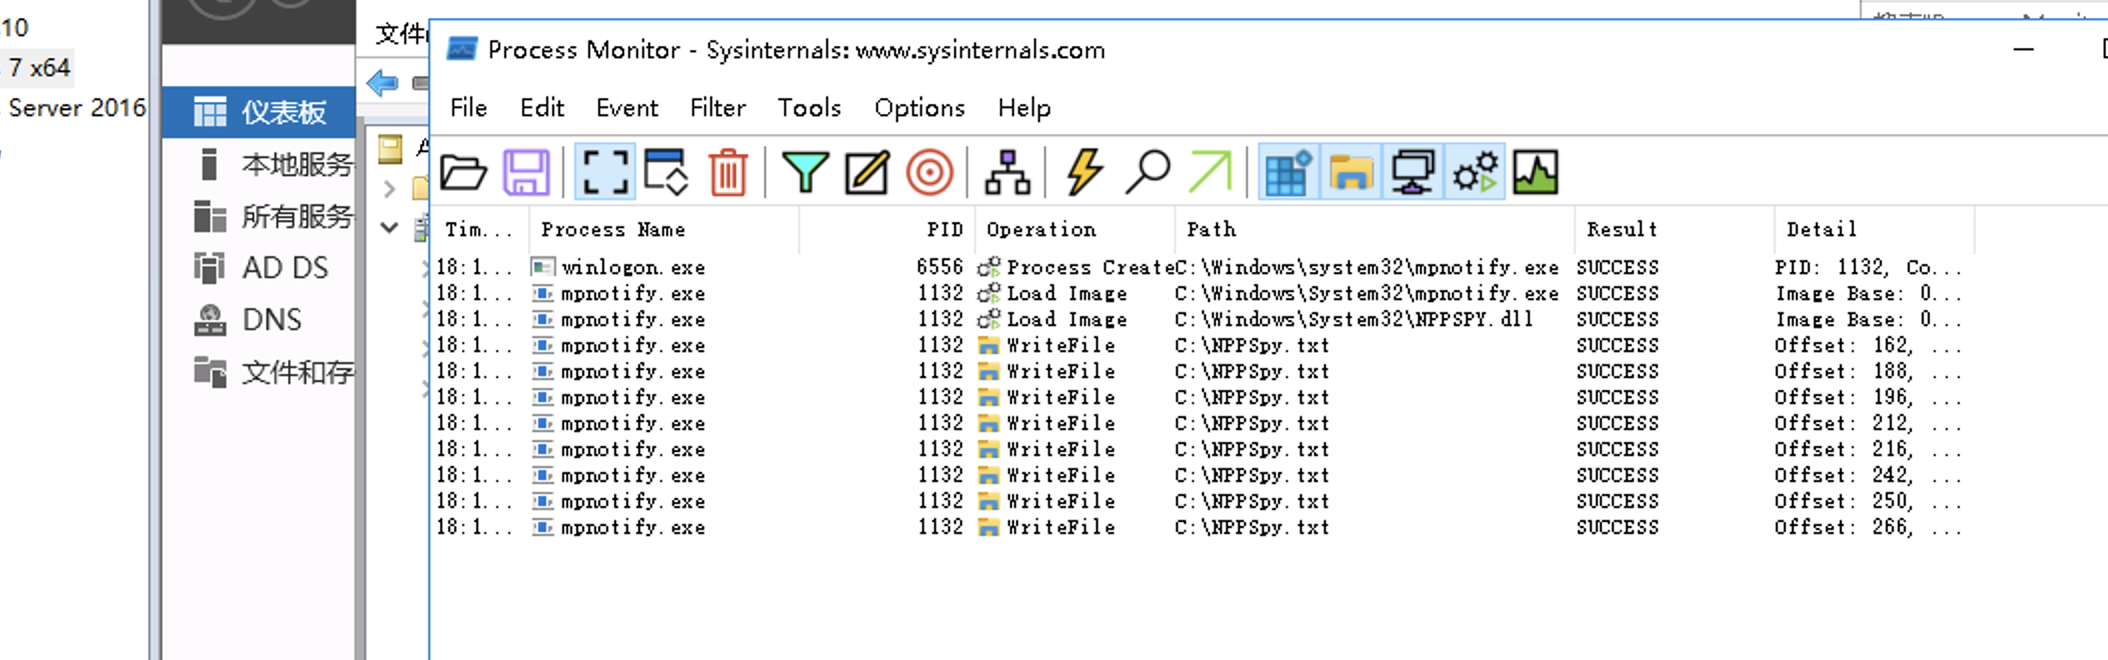 10
7 x64
Server 2016
仪表板
本地服务
所有服务
AD DS
DNS
文件和存
文件
A
Process Monitor - Sysinternals: www.sysinternals.com
File Edit Event Filter Tools Options Help
Tim... Process Name PID Operation Path Result Detail
18:1... winlogon.exe 6556 Process Create C:\Windows\system32\mpnotify.exe SUCCESS PID: 1132, Co...
18:1... mpnotify.exe 1132 Load Image C:\Windows\System32\mpnotify.exe SUCCESS Image Base: 0...
18:1... mpnotify.exe 1132 Load Image C:\Windows\System32\NPPSPY.dll SUCCESS Image Base: 0...
18:1... mpnotify.exe 1132 WriteFile C:\NPPSpy.txt SUCCESS Offset: 162, ...
18:1... mpnotify.exe 1132 WriteFile C:\NPPSpy.txt SUCCESS Offset: 188, ...
18:1... mpnotify.exe 1132 WriteFile C:\NPPSpy.txt SUCCESS Offset: 196, ...
18:1... mpnotify.exe 1132 WriteFile C:\NPPSpy.txt SUCCESS Offset: 212, ...
18:1... mpnotify.exe 1132 WriteFile C:\NPPSpy.txt SUCCESS Offset: 216, ...
18:1... mpnotify.exe 1132 WriteFile C:\NPPSpy.txt SUCCESS Offset: 242, ...
18:1... mpnotify.exe 1132 WriteFile C:\NPPSpy.txt SUCCESS Offset: 250, ...
18:1... mpnotify.exe 1132 WriteFile C:\NPPSpy.txt SUCCESS Offset: 266, ...